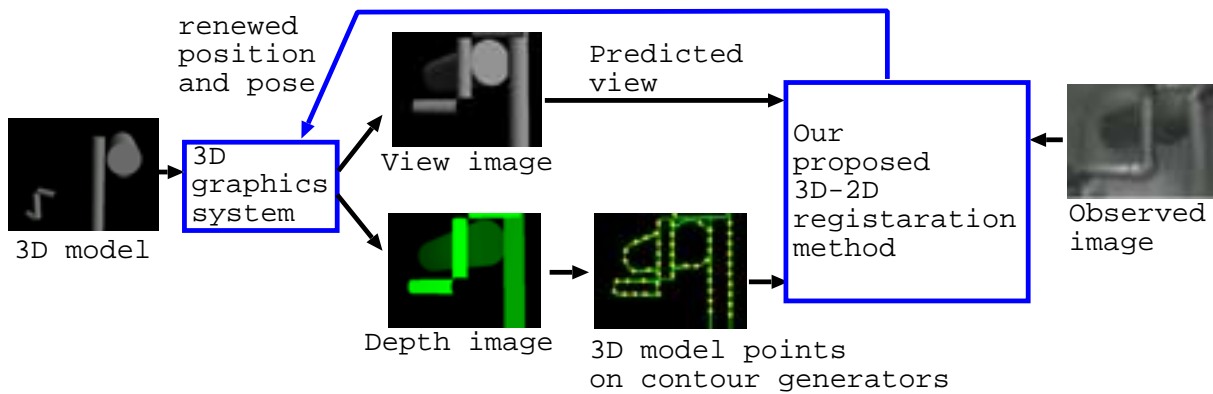 renewed
position
and pose
Predicted
view
View image
3D
graphics
system
3D model
Our
proposed
3D-2D
registaration
method
Observed
image
Depth image
3D model points
on contour generators